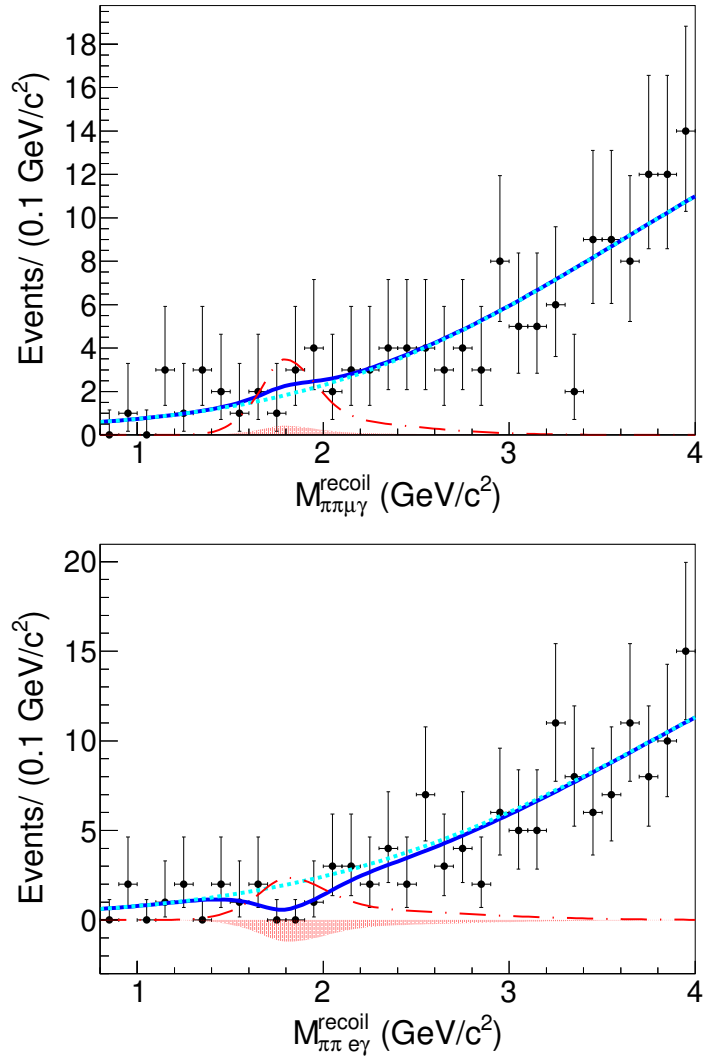 Events/ (0.1 GeV/c²)
18
16
14
12
10
8
6
4
2
0
1 2 3 4
M^recoil_ππμγ (GeV/c²)
Events/ (0.1 GeV/c²)
20
15
10
5
0
1 2 3 4
M^recoil_ππ eγ (GeV/c²)